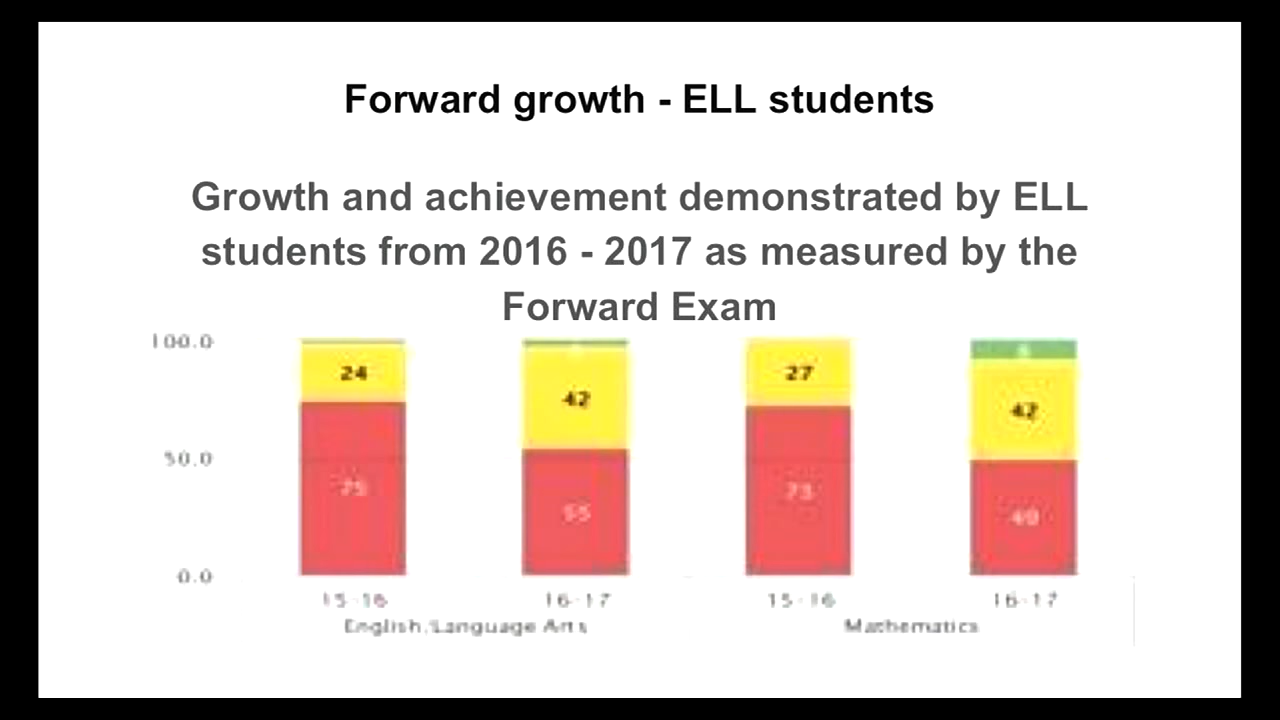 Forward growth - ELL students
Growth and achievement demonstrated by ELL
students from 2016 - 2017 as measured by the
Forward Exam
100.0
24
42
27
42
50.0
75
55
73
0.0
15-16
16-17
15-16
16-17
English/Language Arts
Mathematics